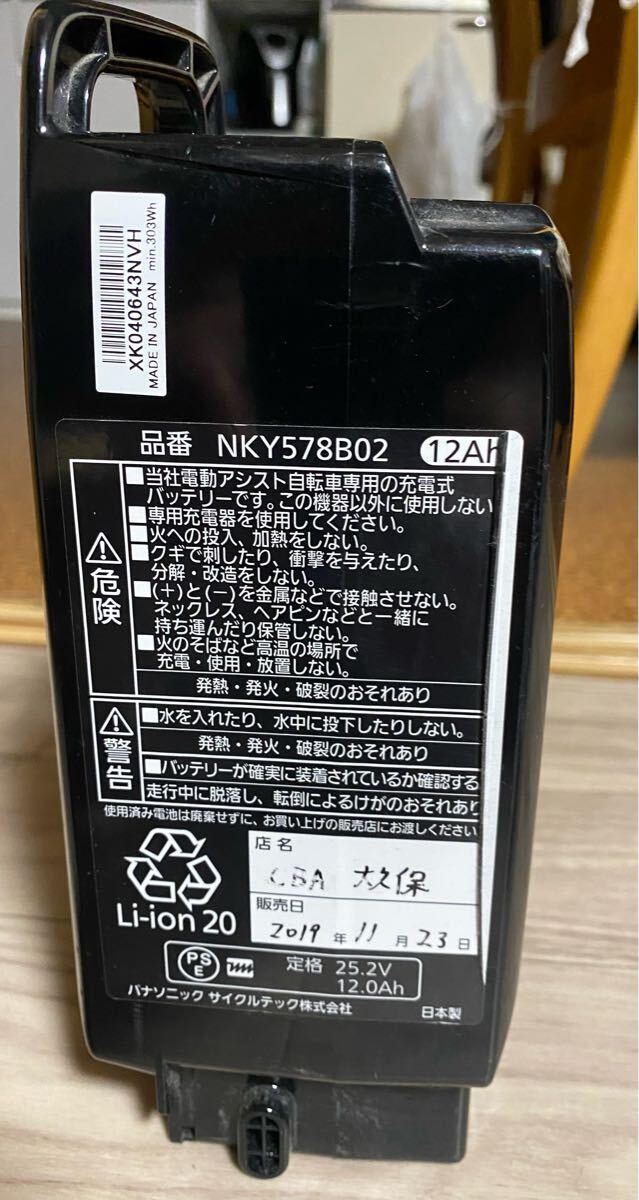 XK040643NVH
MADE IN JAPAN min.303Wh
品番 NKY578B02 12Ah
危険
■当社電動アシスト自転車専用の充電式
バッテリーです。この機器以外に使用しない
■専用充電器を使用してください。
■火への投入、加熱をしない。
■クギで刺したり、衝撃を与えたり、
分解・改造をしない。
■(+)と(−)を金属などで接触させない。
ネックレス、ヘアピンなどと一緒に
持ち運んだり保管しない。
■火のそばなど高温の場所で
充電・使用・放置しない。
発熱・発火・破裂のおそれあり
警告
■水を入れたり、水中に投下したりしない。
発熱・発火・破裂のおそれあり
■バッテリーが確実に装着されているか確認する
走行中に脱落し、転倒によるけがのおそれあり
使用済み電池は廃棄せずに、お買い上げの販売店にお渡しください
Li-ion 20
店名
CBA 大久保
販売日
2019 年 11 月 23 日
PSE 定格 25.2V
12.0Ah
パナソニック サイクルテック株式会社 日本製